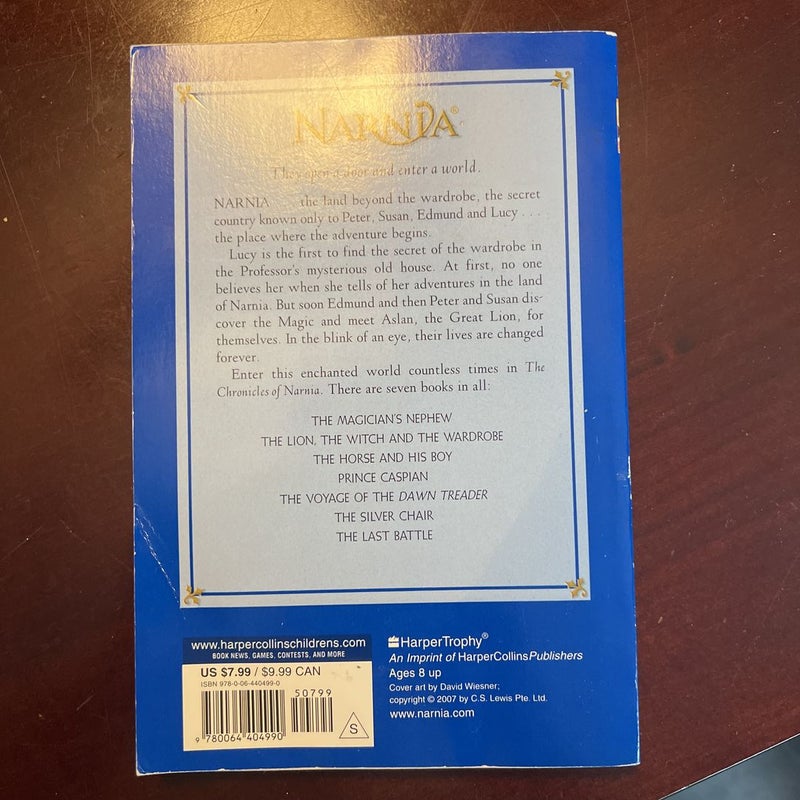 NARNIA®
They open a door and enter a world.
NARNIA the land beyond the wardrobe, the secret
country known only to Peter, Susan, Edmund and Lucy . . .
the place where the adventure begins.
Lucy is the first to find the secret of the wardrobe in
the Professor's mysterious old house. At first, no one
believes her when she tells of her adventures in the land
of Narnia. But soon Edmund and then Peter and Susan dis-
cover the Magic and meet Aslan, the Great Lion, for
themselves. In the blink of an eye, their lives are changed
forever.
Enter this enchanted world countless times in The
Chronicles of Narnia. There are seven books in all:
THE MAGICIAN'S NEPHEW
THE LION, THE WITCH AND THE WARDROBE
THE HORSE AND HIS BOY
PRINCE CASPIAN
THE VOYAGE OF THE DAWN TREADER
THE SILVER CHAIR
THE LAST BATTLE
www.harpercollinschildrens.com
BOOK NEWS, GAMES, CONTESTS, AND MORE
US $7.99 / $9.99 CAN
ISBN 978-0-06-440499-0
50799
9 780064 404990
S
HarperTrophy®
An Imprint of HarperCollinsPublishers
Ages 8 up
Cover art by David Wiesner;
copyright © 2007 by C.S. Lewis Pte. Ltd.
www.narnia.com